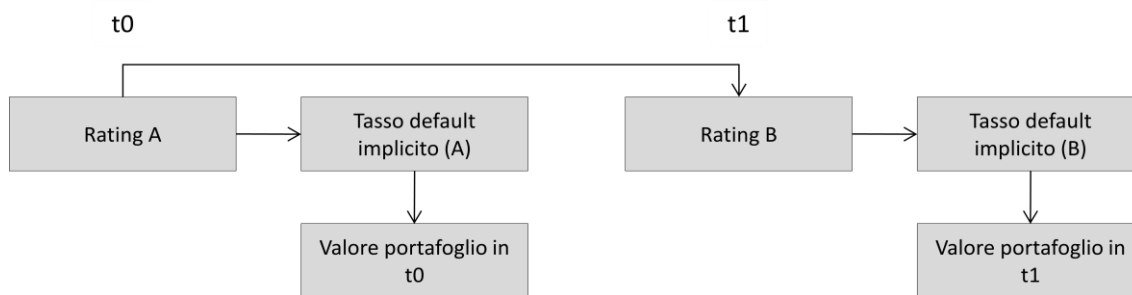 t0
t1
Rating A
Tasso default
implicito (A)
Rating B
Tasso default
implicito (B)
Valore portafoglio in
t0
Valore portafoglio in
t1